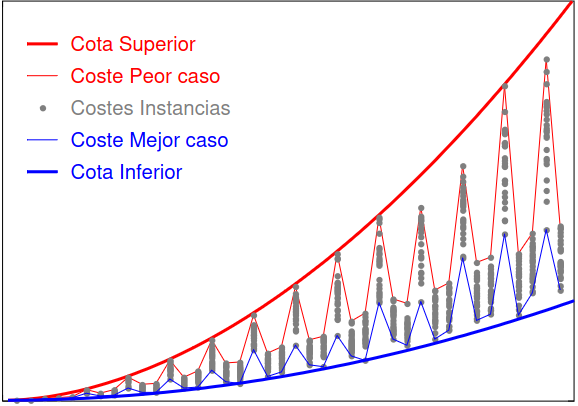 Cota Superior
Coste Peor caso
Costes Instancias
Coste Mejor caso
Cota Inferior